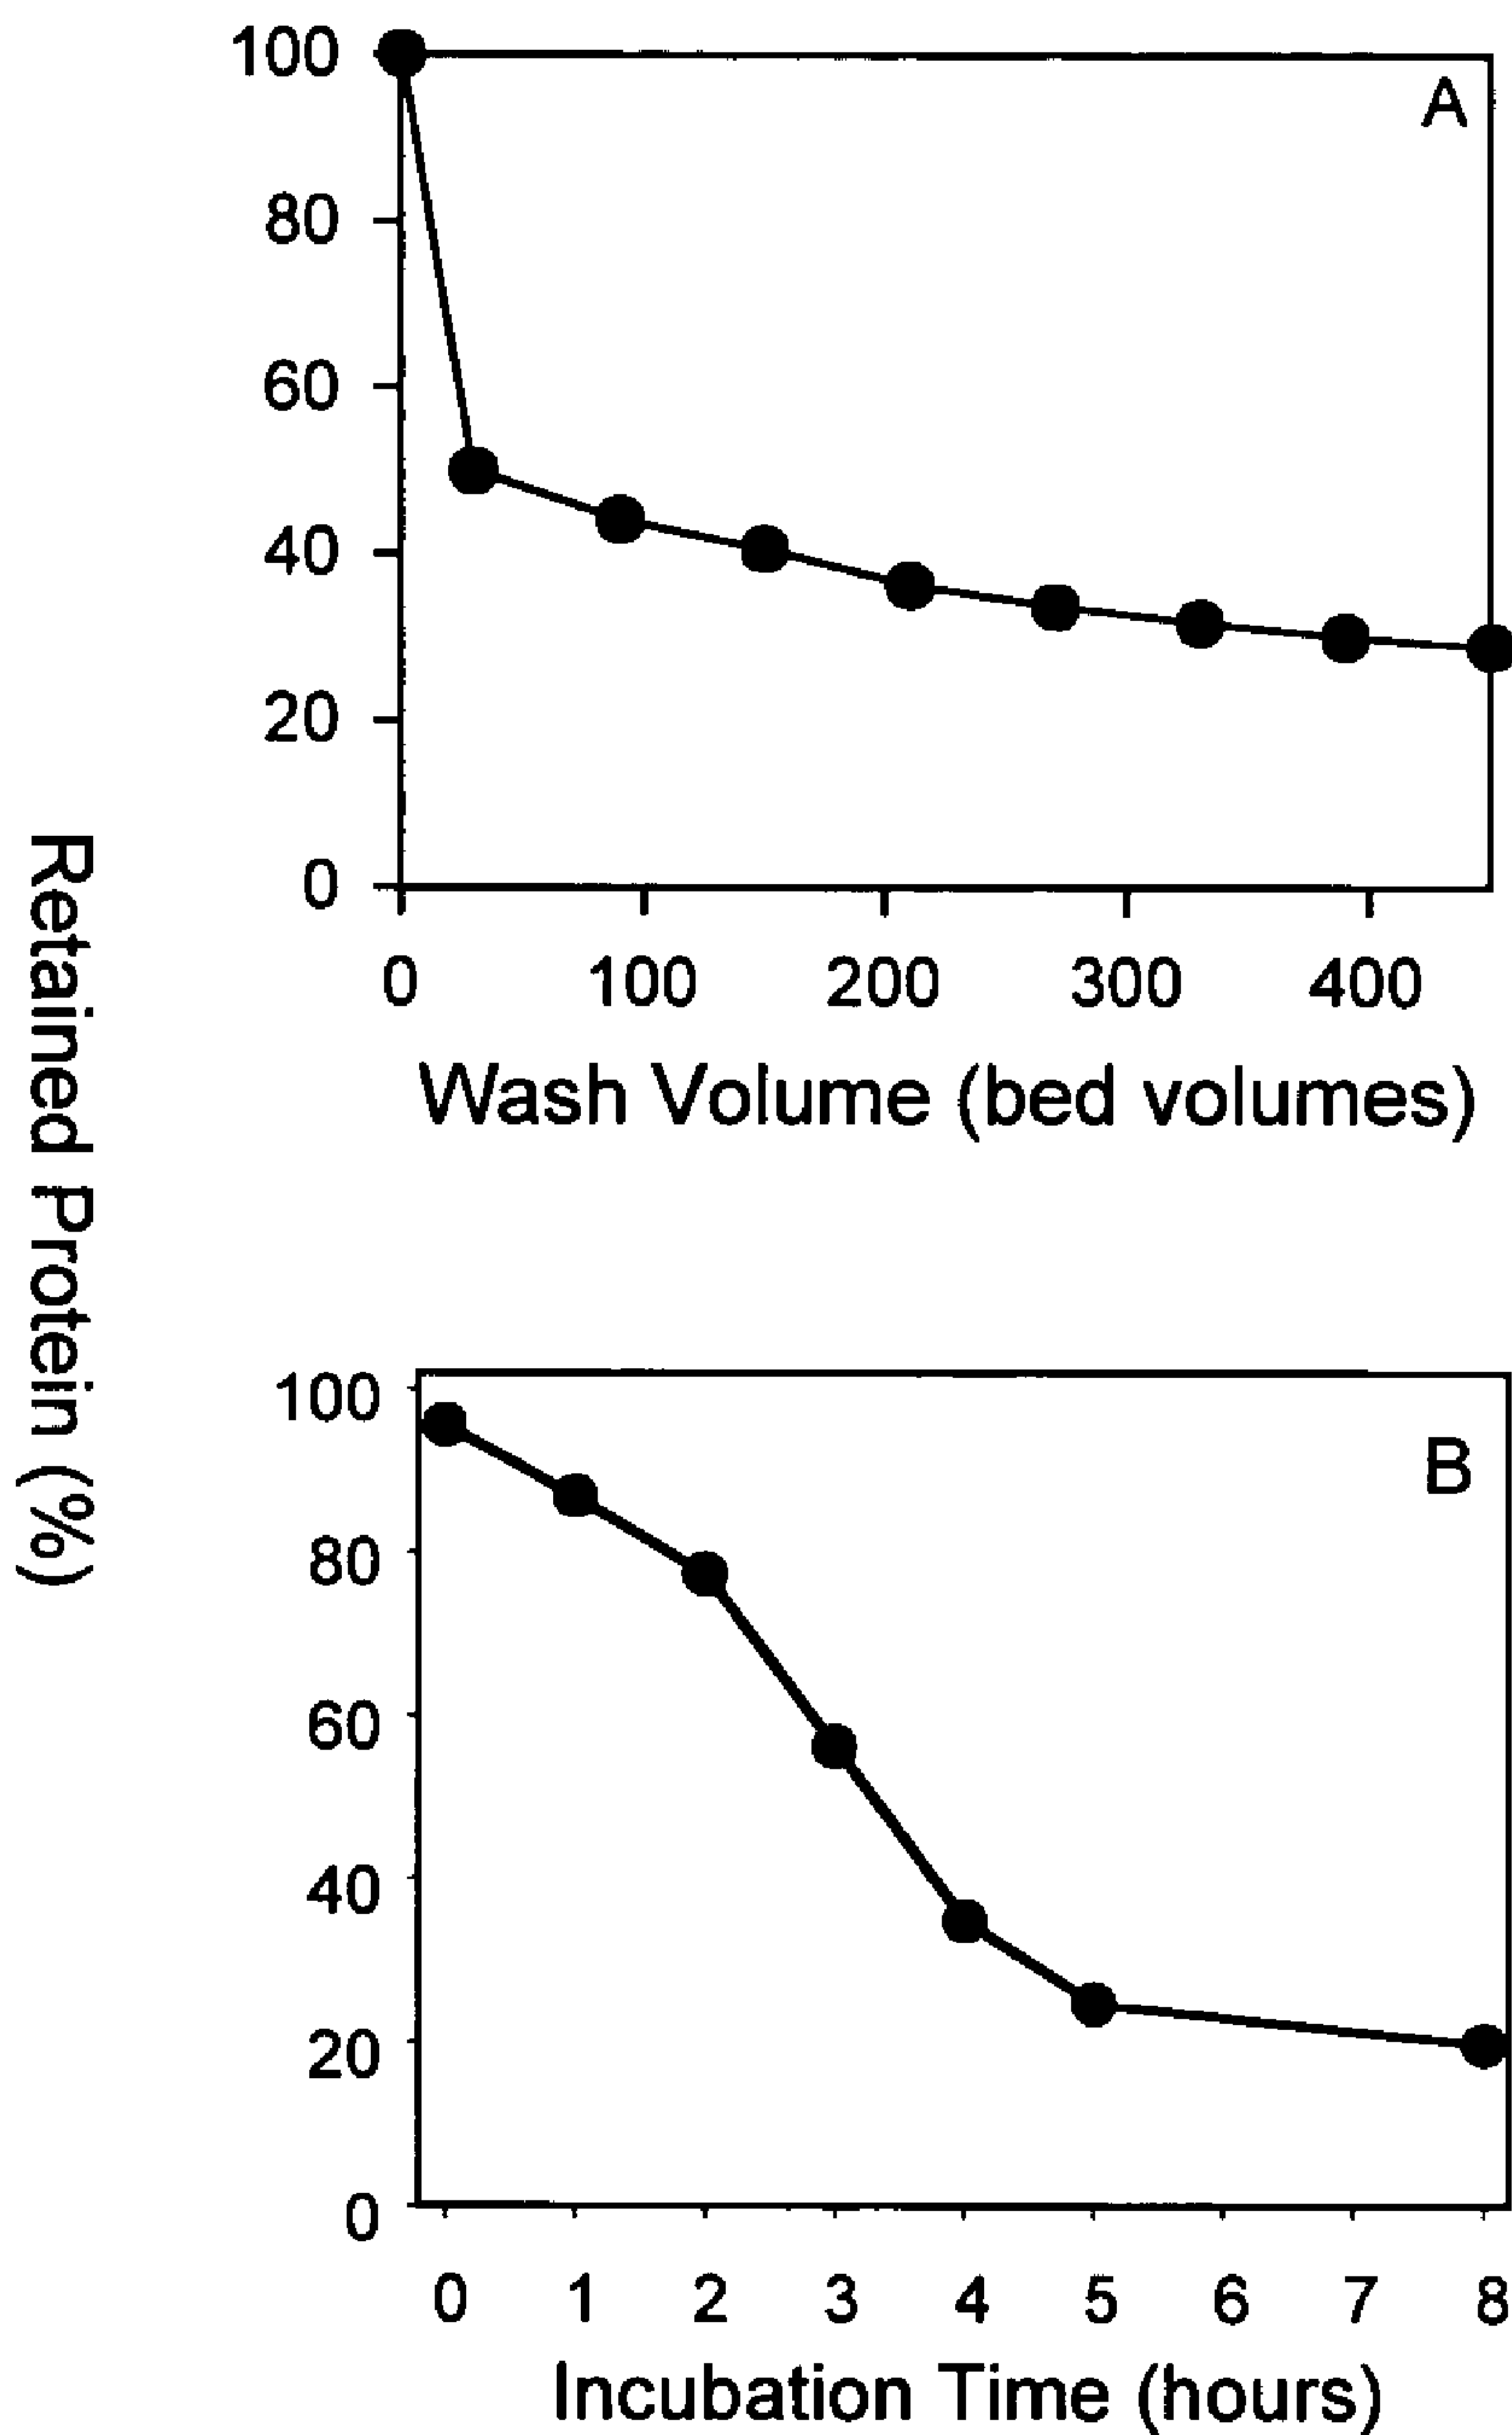 Retained Protein (%)
A
100
80
60
40
20
0
0 100 200 300 400
Wash Volume (bed volumes)
B
100
80
60
40
20
0
0 1 2 3 4 5 6 7 8
Incubation Time (hours)